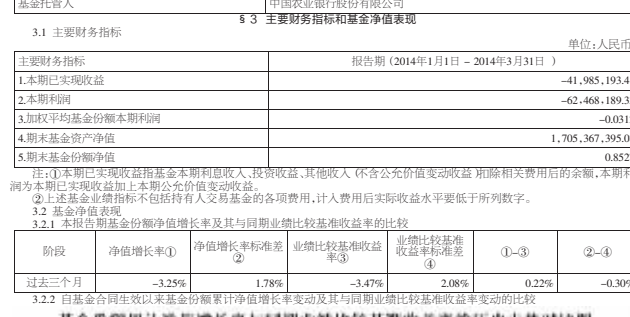 基金托管人 中国农业银行股份有限公司
§3 主要财务指标和基金净值表现
3.1 主要财务指标
单位:人民币
主要财务指标 报告期(2014年1月1日-2014年3月31日)
1.本期已实现收益 -41,985,193.4
2.本期利润 -62,468,189.3
3.加权平均基金份额本期利润 -0.031
4.期末基金资产净值 1,705,367,395.0
5.期末基金份额净值 0.852
注:①本期已实现收益指基金本期利息收入、投资收益、其他收入(不含公允价值变动收益)扣除相关费用后的余额,本期利
润为本期已实现收益加上本期公允价值变动收益。
②上述基金业绩指标不包括持有人交易基金的各项费用,计入费用后实际收益水平要低于所列数字。
3.2 基金净值表现
3.2.1 本报告期基金份额净值增长率及其与同期业绩比较基准收益率的比较
阶段 净值增长率① 净值增长率标准差② 业绩比较基准收益率③ 业绩比较基准收益率标准差④ ①-③ ②-④
过去三个月 -3.25% 1.78% -3.47% 2.08% 0.22% -0.30%
3.2.2 自基金合同生效以来基金份额累计净值增长率变动及其与同期业绩比较基准收益率变动的比较